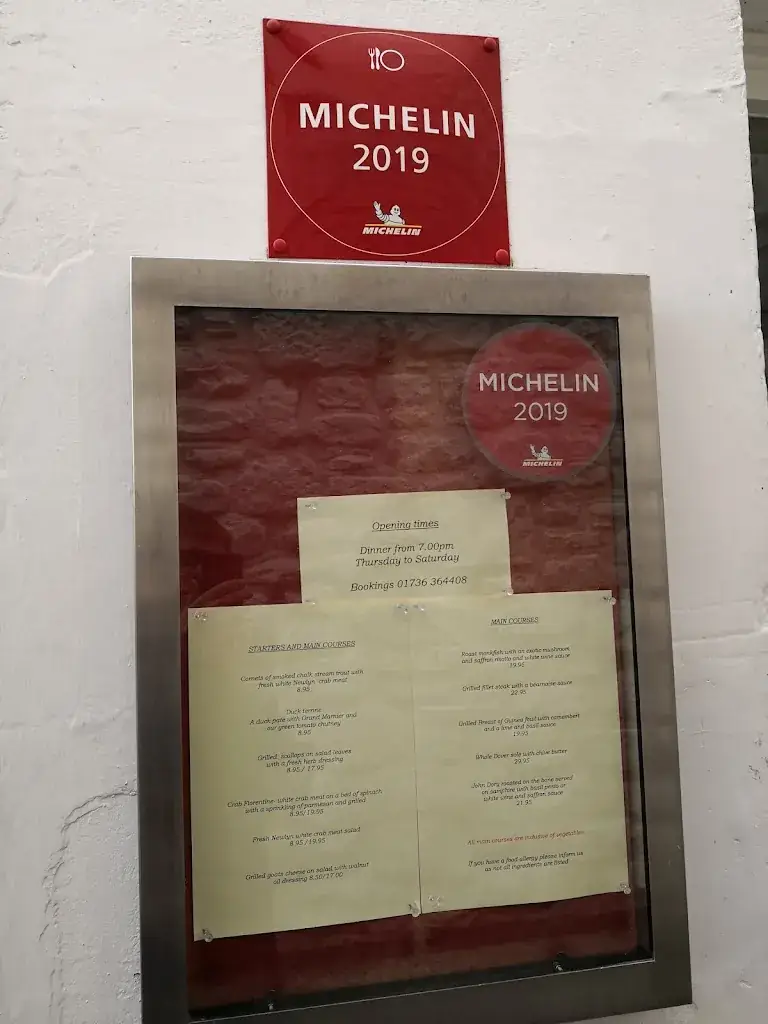 MICHELIN
2019
MICHELIN
MICHELIN
2019
MICHELIN
Opening times
Dinner from 7.00pm
Thursday to Saturday
Bookings 01736 364408
STARTERS AND MAIN COURSES
Cornets of smoked chalk stream trout with
fresh white Newlyn crab meat
8.95
Duck terrine
A duck pate with Grand Marnier and
our green tomato chutney
8.95
Grilled scallops on salad leaves
with a fresh herb dressing
8.95 / 17.95
Crab Florentine- white crab meat on a bed of spinach
with a sprinkling of parmesan and grilled
8.95/ 19.95
Fresh Newlyn white crab meat salad
8.95 / 19.95
Grilled goats cheese on salad with walnut
oil dressing 8.50/17.00
MAIN COURSES
Roast monkfish with an exotic mushroom
and saffron risotto and white wine sauce
19.95
Grilled fillet steak with a bearnaise sauce
Grilled Breast of Guinea fowl with camembert
and a lime and basil sauce
19.95
Whole Dover sole with chive butter
John Dory roasted on the bone served
on samphire with basil pesto or
white wine and saffron sauce
21.95
All main courses are inclusive of vegetables
If you have a food allergy please inform us
as not all ingredients are listed